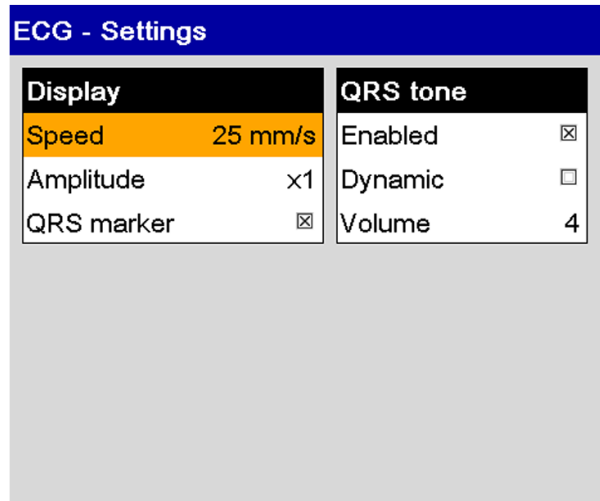 ECG - Settings
Display
Speed 25 mm/s
Amplitude x1
QRS marker ☒
QRS tone
Enabled ☒
Dynamic ☐
Volume 4